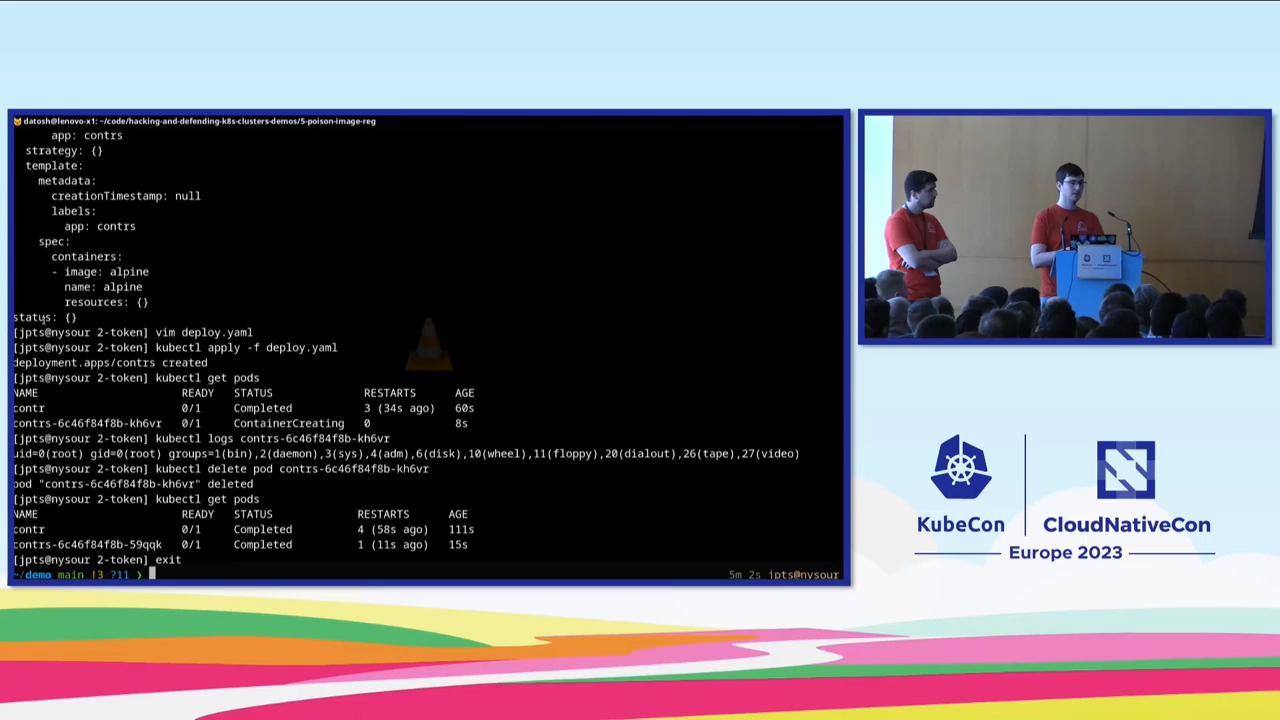 datosh@lenovo-x1: ~/code/hacking-and-defending-k8s-clusters-demos/5-poison-image-reg
app: contrs
strategy: {}
template:
metadata:
creationTimestamp: null
labels:
app: contrs
spec:
containers:
- image: alpine
name: alpine
resources: {}
status: {}
[jpts@nysour 2-token] vim deploy.yaml
[jpts@nysour 2-token] kubectl apply -f deploy.yaml
deployment.apps/contrs created
[jpts@nysour 2-token] kubectl get pods
NAME READY STATUS RESTARTS AGE
contr 0/1 Completed 3 (34s ago) 60s
contrs-6c46f84f8b-kh6vr 0/1 ContainerCreating 0 8s
[jpts@nysour 2-token] kubectl logs contrs-6c46f84f8b-kh6vr
uid=0(root) gid=0(root) groups=1(bin),2(daemon),3(sys),4(adm),6(disk),10(wheel),11(floppy),20(dialout),26(tape),27(video)
[jpts@nysour 2-token] kubectl delete pod contrs-6c46f84f8b-kh6vr
pod "contrs-6c46f84f8b-kh6vr" deleted
[jpts@nysour 2-token] kubectl get pods
NAME READY STATUS RESTARTS AGE
contr 0/1 Completed 4 (58s ago) 111s
contrs-6c46f84f8b-59qqk 0/1 Completed 1 (11s ago) 15s
[jpts@nysour 2-token] exit
~/demo main !3 ?11 ❯ 5m 2s jpts@nysour
KubeCon
CloudNativeCon
Europe 2023